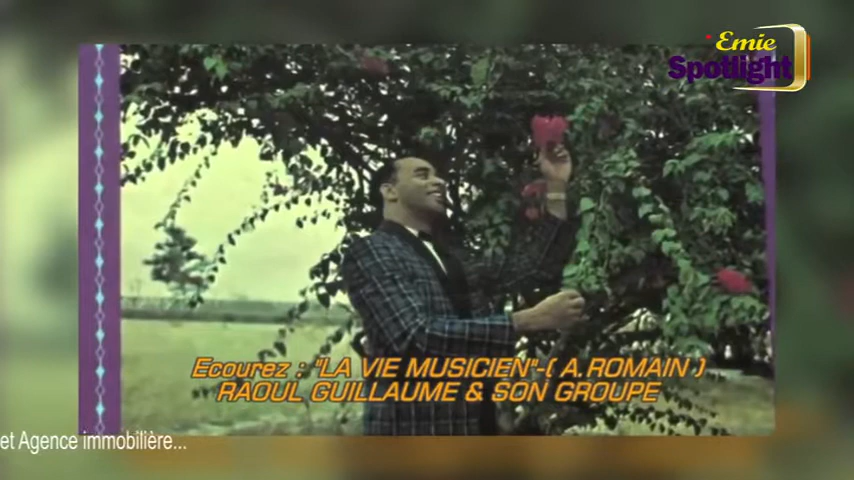 Emie
Spotlight
Ecourez : "LA VIE MUSICIEN"-( A.ROMAIN )
RAOUL GUILLAUME & SON GROUPE
et Agence immobilière...